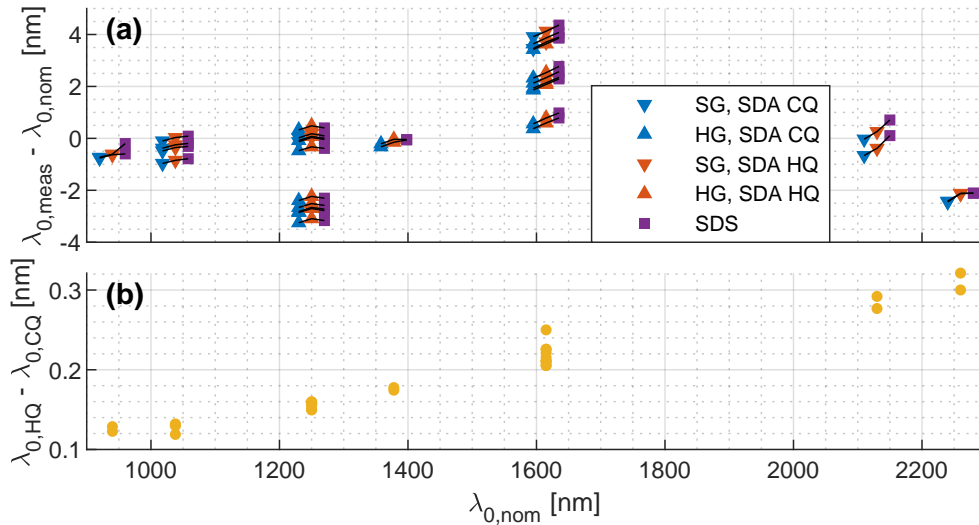 (a)
4
2
0
-2
-4
λ0,meas - λ0,nom [nm]
SG, SDA CQ
HG, SDA CQ
SG, SDA HQ
HG, SDA HQ
SDS
(b)
0.3
0.2
0.1
λ0,HQ - λ0,CQ [nm]
1000 1200 1400 1600 1800 2000 2200
λ0,nom [nm]